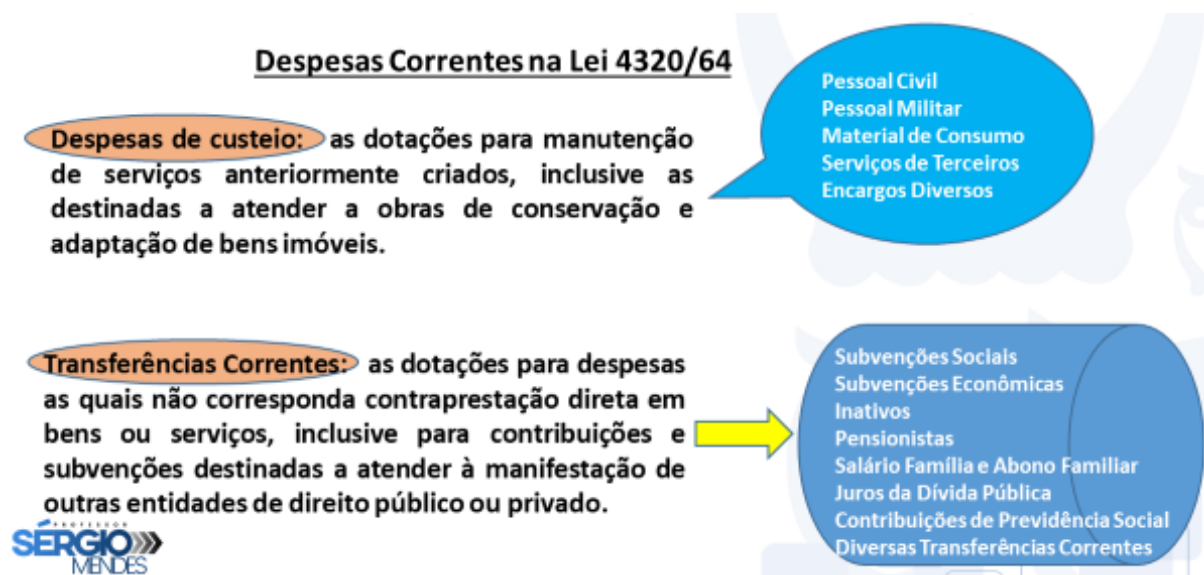 Despesas Correntes na Lei 4320/64
Despesas de custeio: as dotações para manutenção
de serviços anteriormente criados, inclusive as
destinadas a atender a obras de conservação e
adaptação de bens imóveis.
Pessoal Civil
Pessoal Militar
Material de Consumo
Serviços de Terceiros
Encargos Diversos
Transferências Correntes: as dotações para despesas
as quais não corresponda contraprestação direta em
bens ou serviços, inclusive para contribuições e
subvenções destinadas a atender à manifestação de
outras entidades de direito público ou privado.
Subvenções Sociais
Subvenções Econômicas
Inativos
Pensionistas
Salário Família e Abono Familiar
Juros da Dívida Pública
Contribuições de Previdência Social
Diversas Transferências Correntes
PROFESSOR
SÉRGIO
MENDES